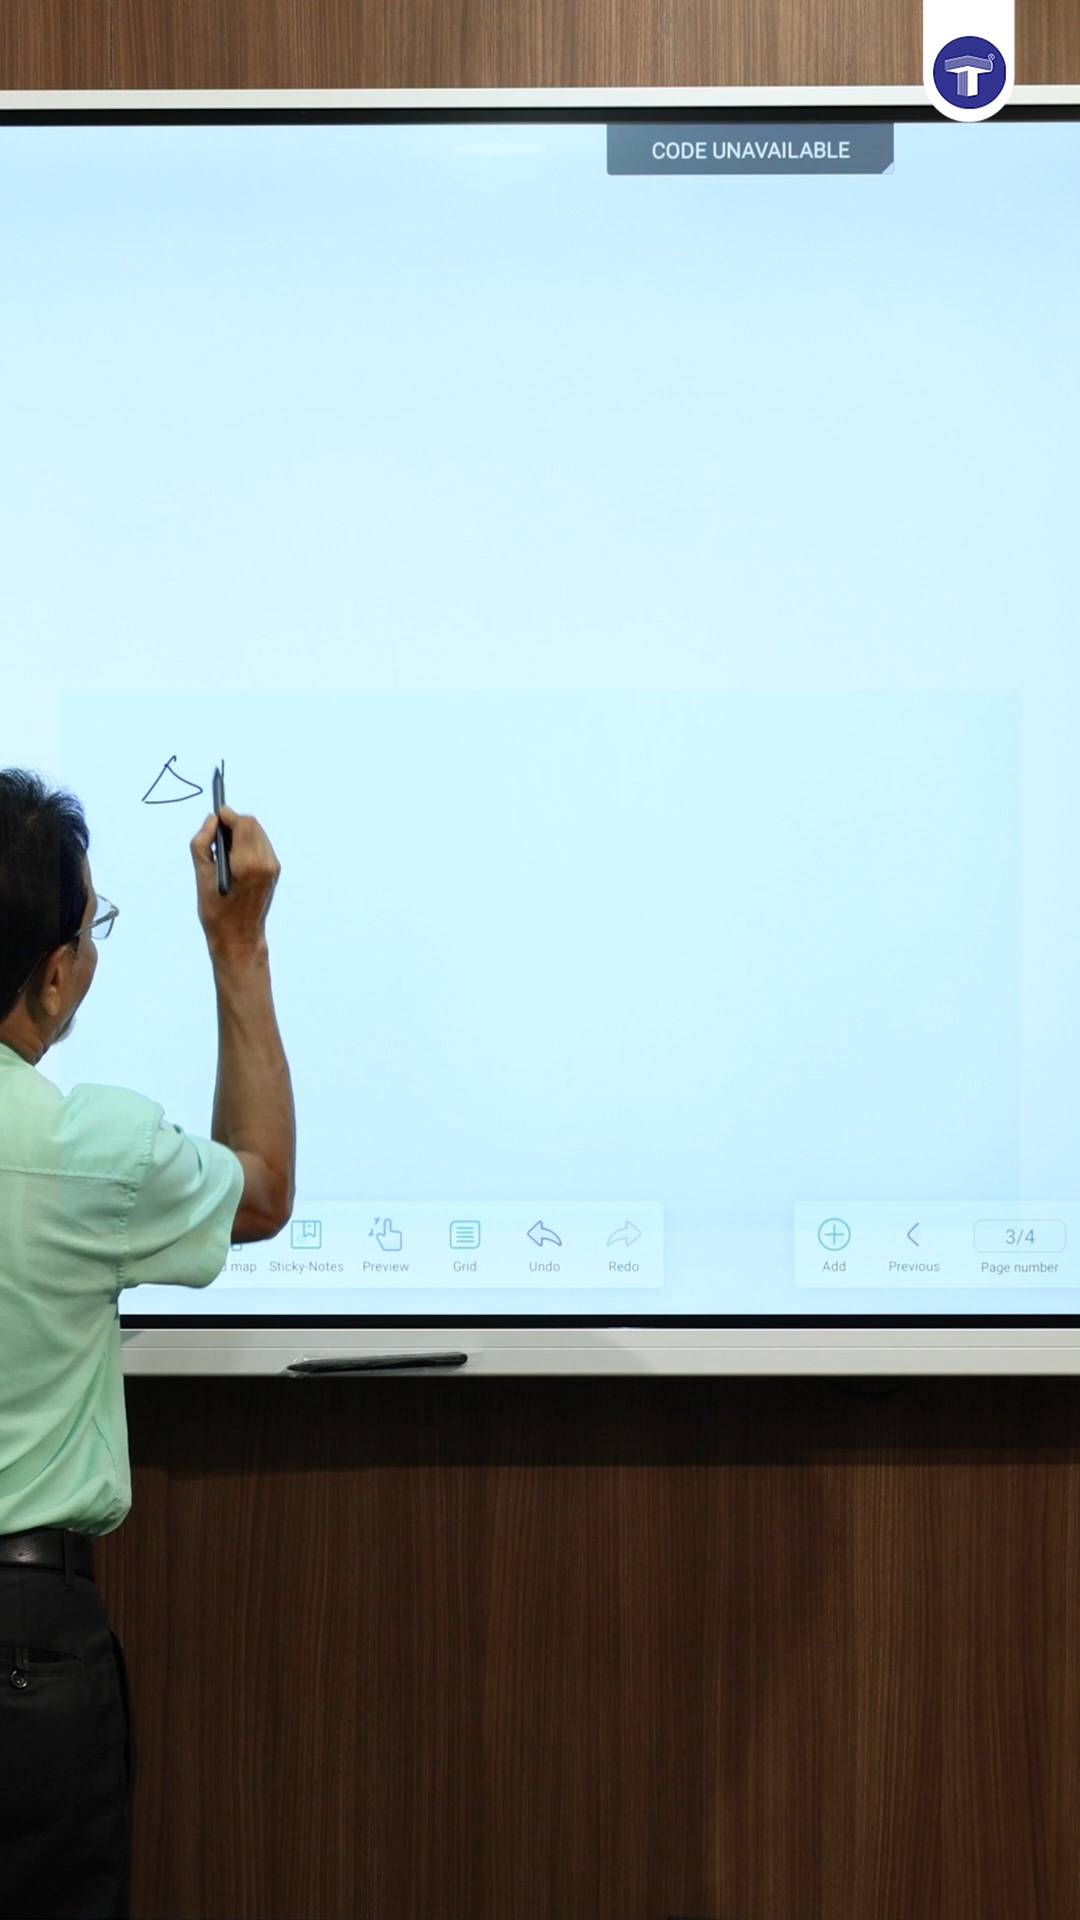 CODE UNAVAILABLE
Δ
map Sticky-Notes Preview Grid Undo Redo Add Previous 3/4 Page number